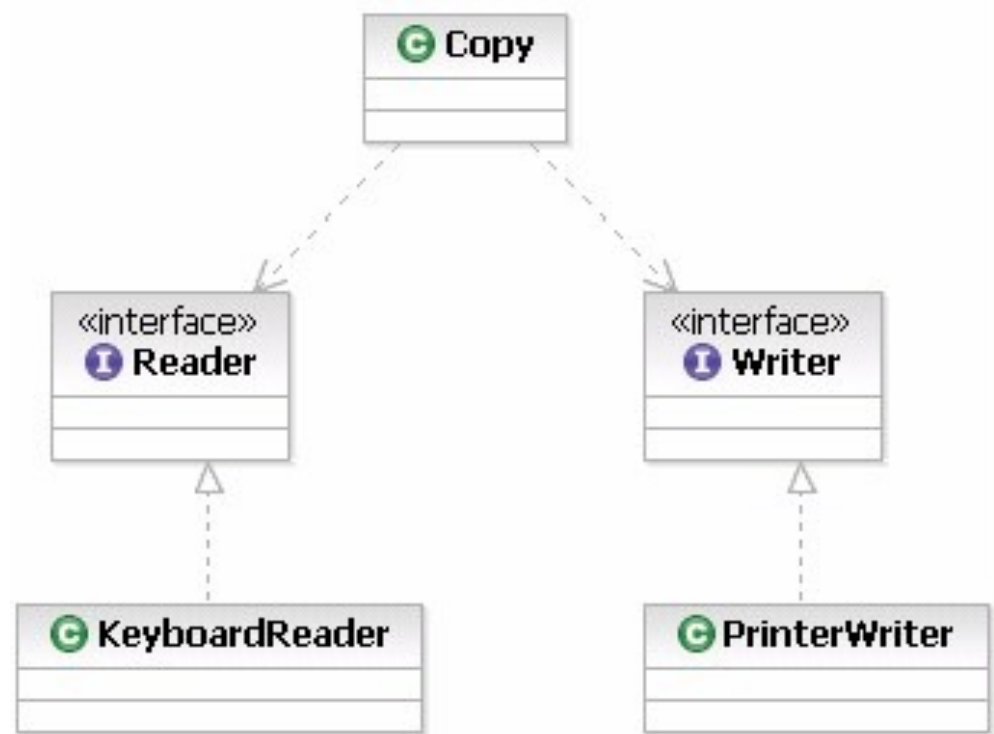 Copy
«interface»
Reader
«interface»
Writer
KeyboardReader
PrinterWriter